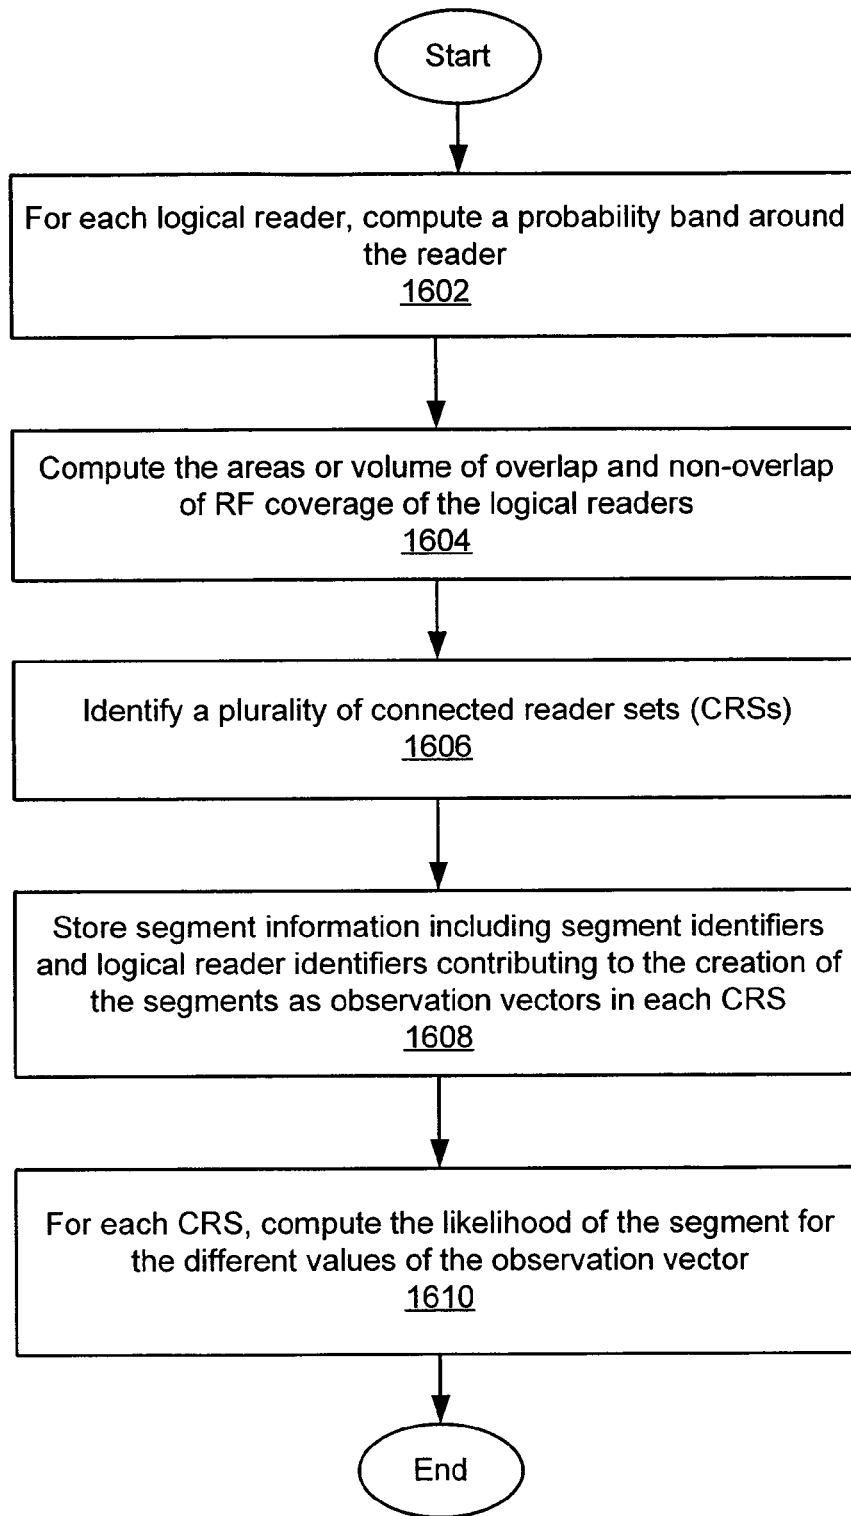 Start
For each logical reader, compute a probability band around
the reader
1602
Compute the areas or volume of overlap and non-overlap
of RF coverage of the logical readers
1604
Identify a plurality of connected reader sets (CRSs)
1606
Store segment information including segment identifiers
and logical reader identifiers contributing to the creation of
the segments as observation vectors in each CRS
1608
For each CRS, compute the likelihood of the segment for
the different values of the observation vector
1610
End